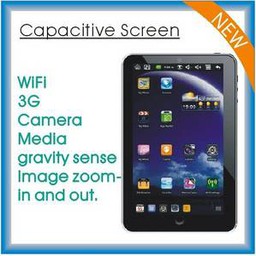 Capacitive Screen
NEW
WiFi
3G
Camera
Media
gravity sense
Image zoom-
in and out.